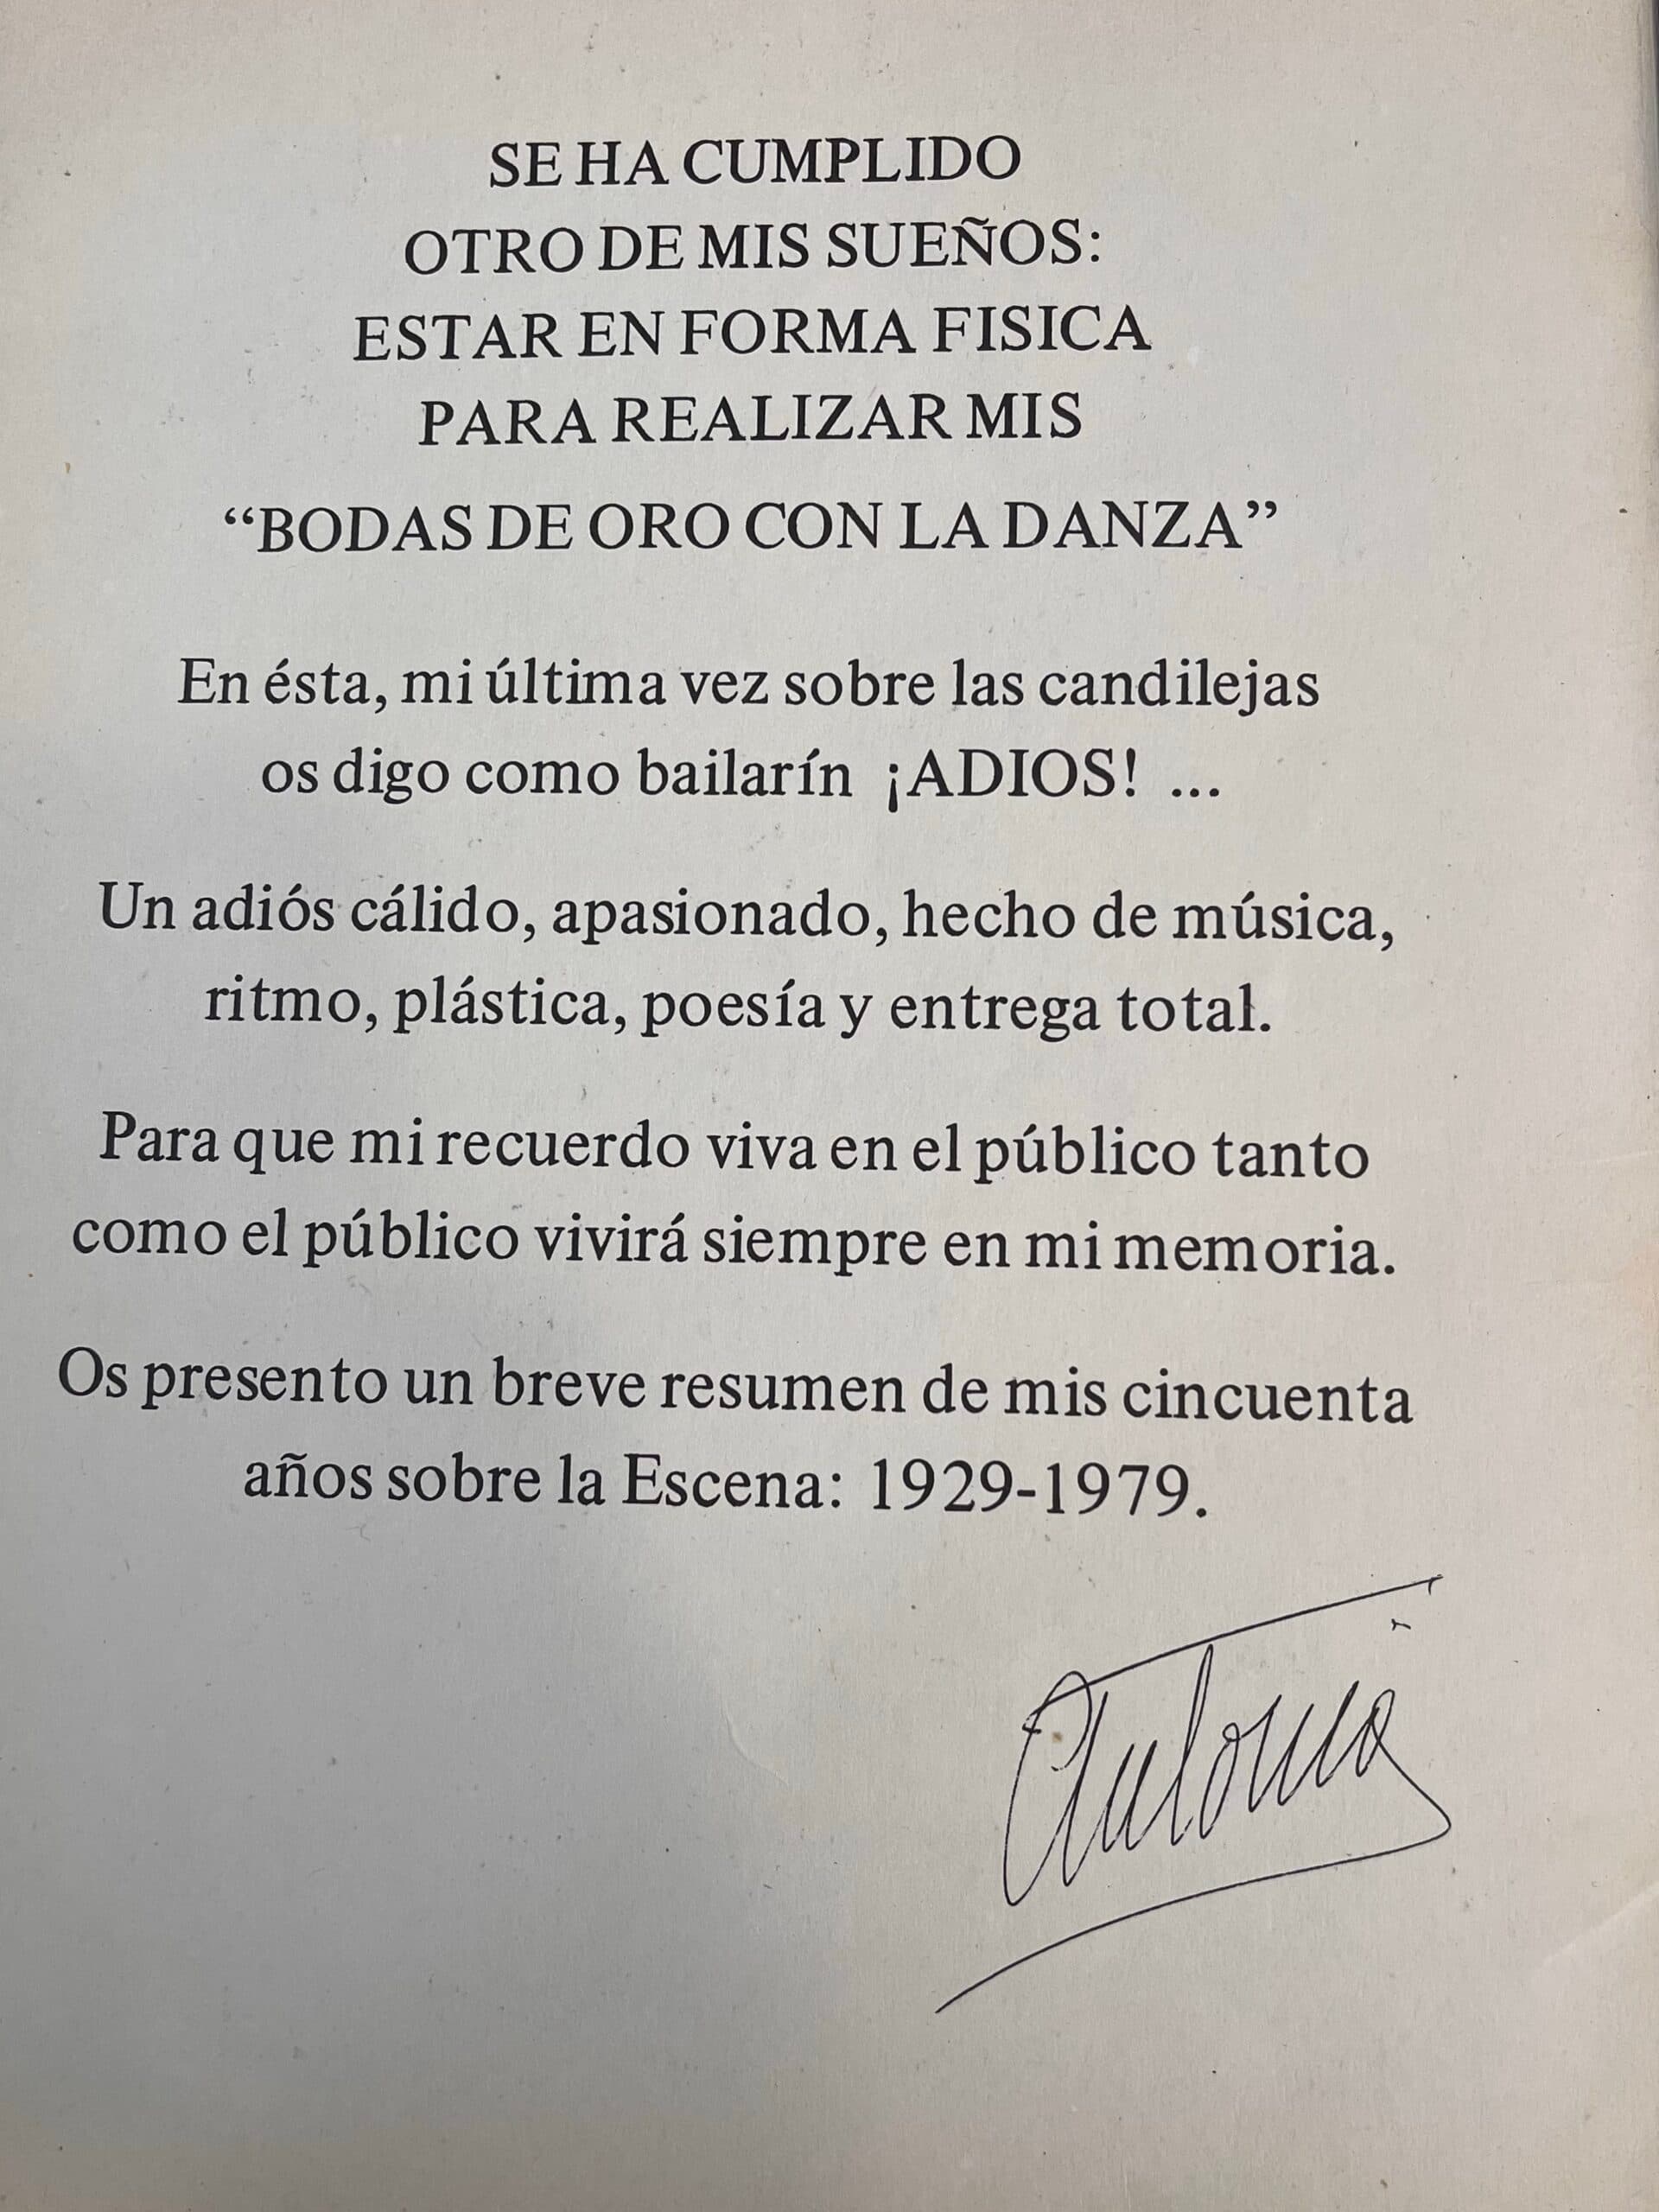 SE HA CUMPLIDO
OTRO DE MIS SUEÑOS:
ESTAR EN FORMA FISICA
PARA REALIZAR MIS
“BODAS DE ORO CON LA DANZA”
En ésta, mi última vez sobre las candilejas
os digo como bailarín ¡ADIOS! ...
Un adiós cálido, apasionado, hecho de música,
ritmo, plástica, poesía y entrega total.
Para que mi recuerdo viva en el público tanto
como el público vivirá siempre en mi memoria.
Os presento un breve resumen de mis cincuenta
años sobre la Escena: 1929-1979.
Antonio